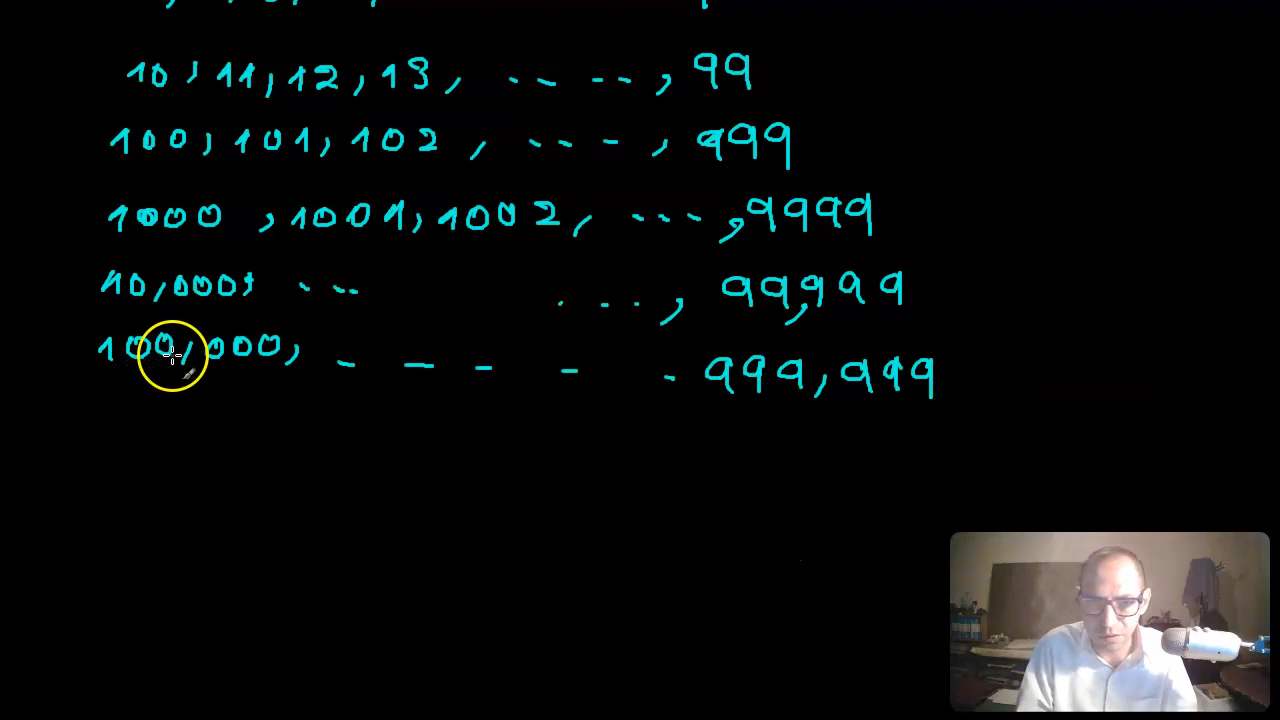 10, 11, 12, 13, .. --, 99
100, 101, 102, ..., 999
1000, 1001, 1002, ..., 9999
10,000, ... ..., 99,999
100,000, - - - - . 999,999